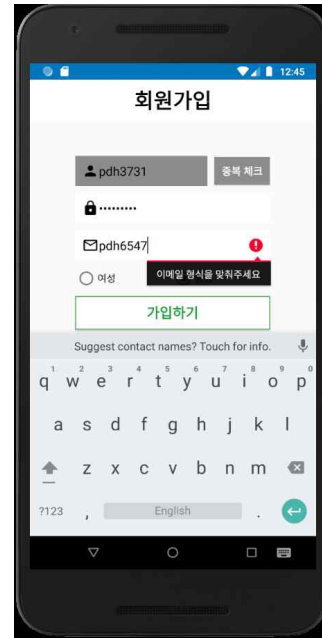 12:45
회원가입
pdh3731 중복 체크
•••••••••
pdh6547
여성 이메일 형식을 맞춰주세요
가입하기
Suggest contact names? Touch for info.
1 2 3 4 5 6 7 8 9 0
q w e r t y u i o p
a s d f g h j k l
z x c v b n m
?123 , English .